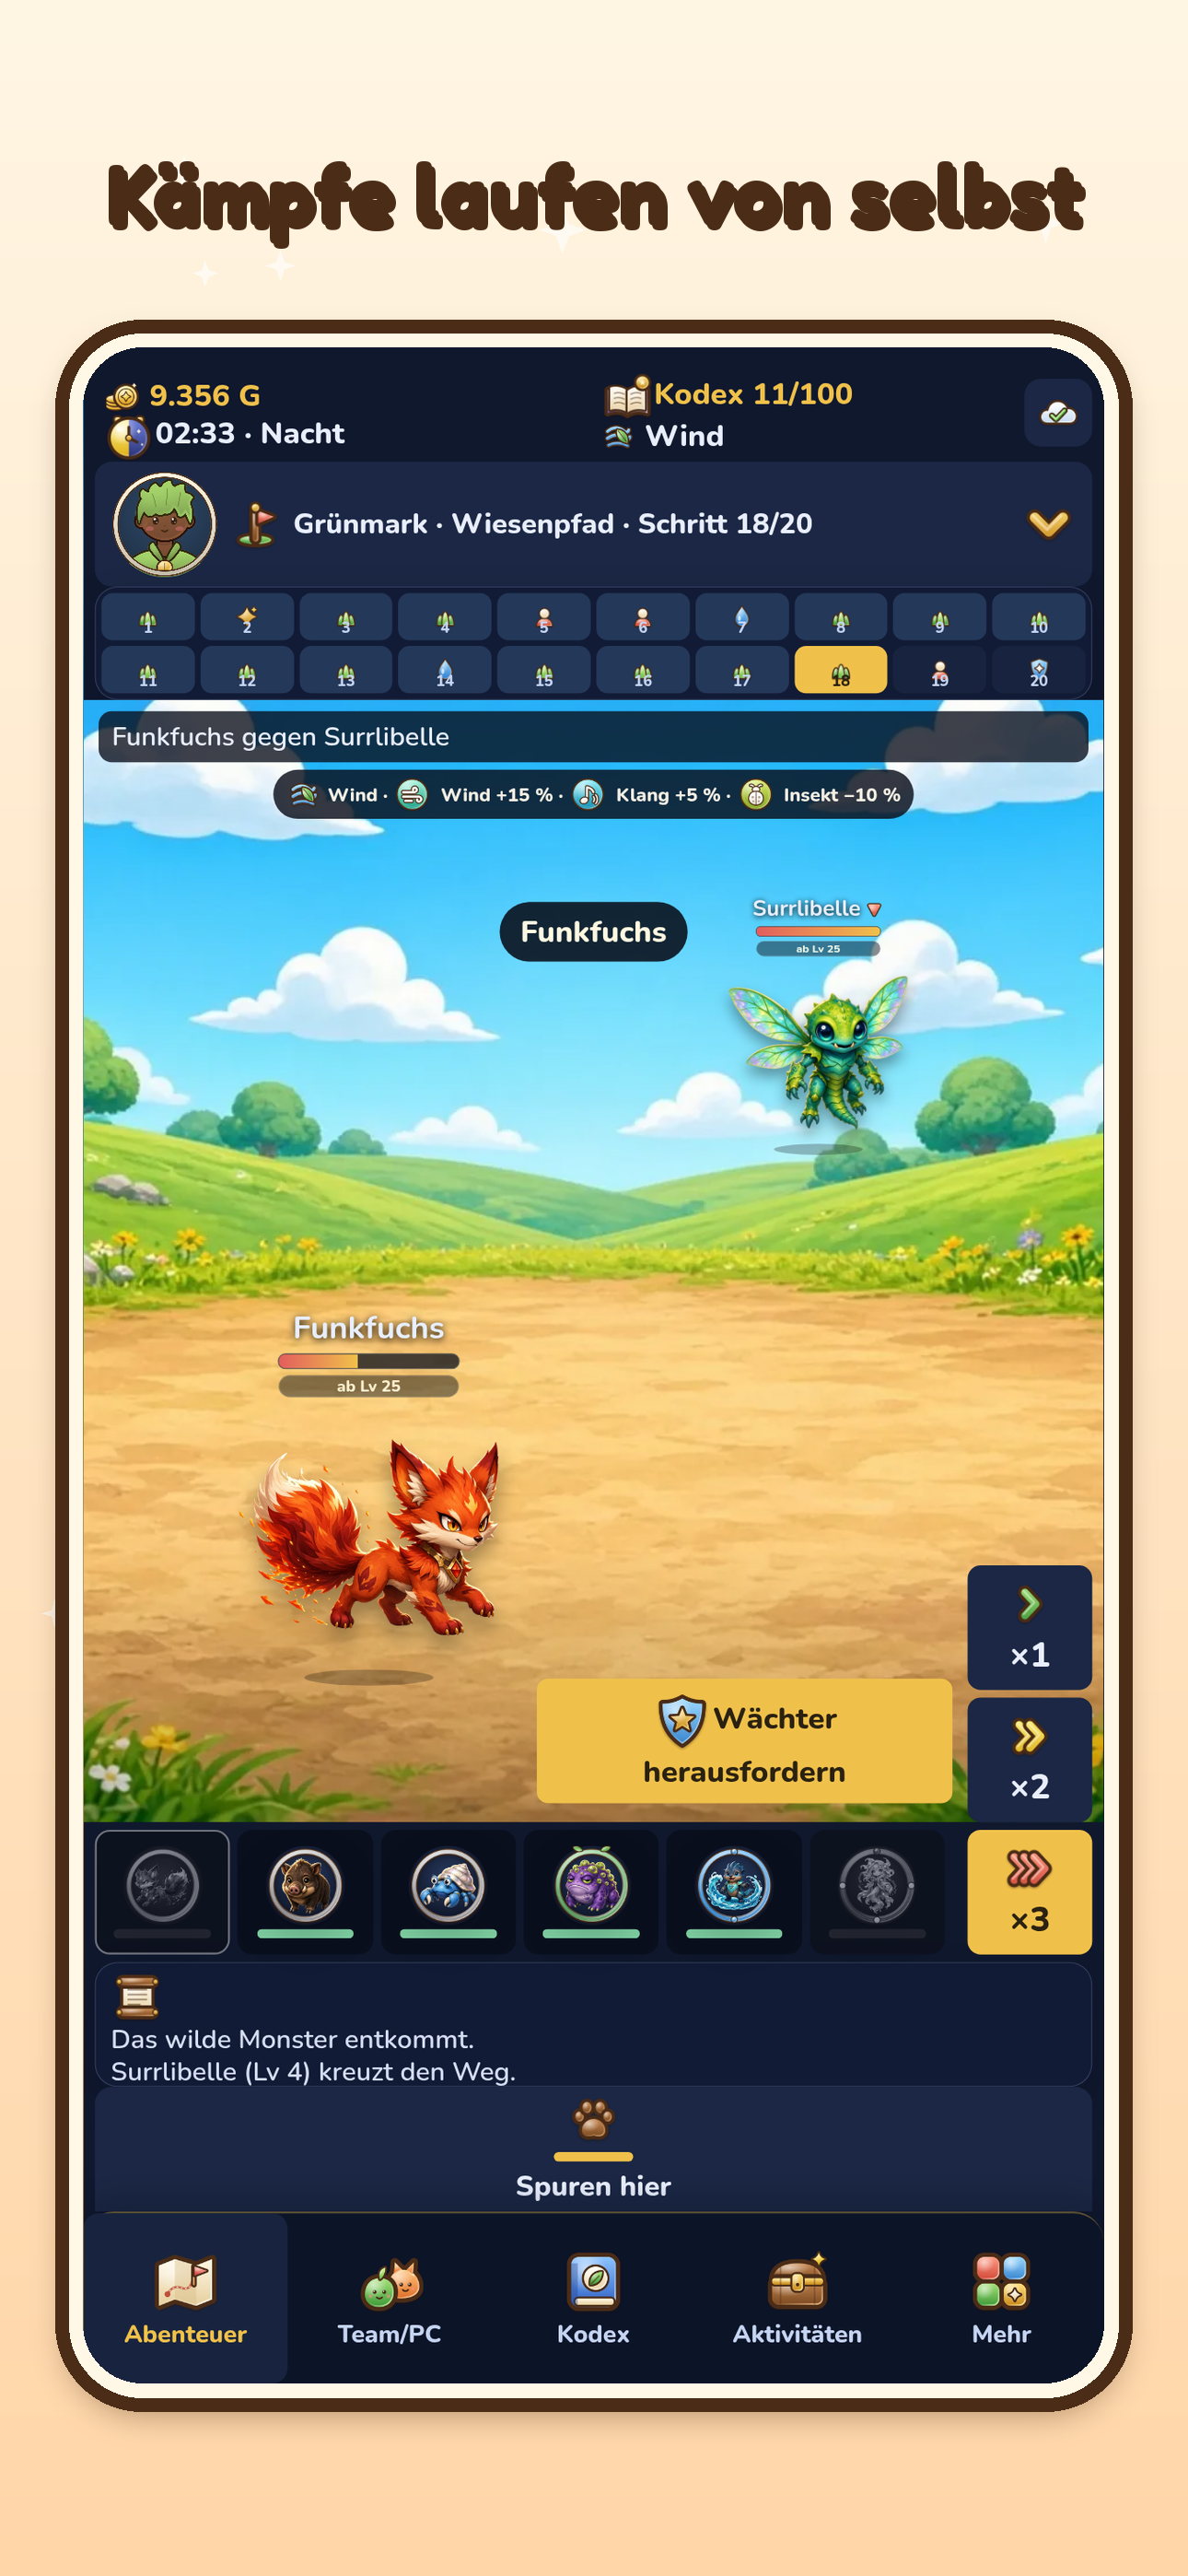 Kämpfe laufen von selbst
9.356 G
Kodex 11/100
02:33 · Nacht
Wind
Grünmark · Wiesenpfad · Schritt 18/20
1 2 3 4 5 6 7 8 9 10
11 12 13 14 15 16 17 18 19 20
Funkfuchs gegen Surrlibelle
Wind · Wind +15 % · Klang +5 % · Insekt −10 %
Surrlibelle
Funkfuchs
ab Lv 25
Funkfuchs
ab Lv 25
×1
Wächter
herausfordern
×2
×3
Das wilde Monster entkommt.
Surrlibelle (Lv 4) kreuzt den Weg.
Spuren hier
Abenteuer Team/PC Kodex Aktivitäten Mehr